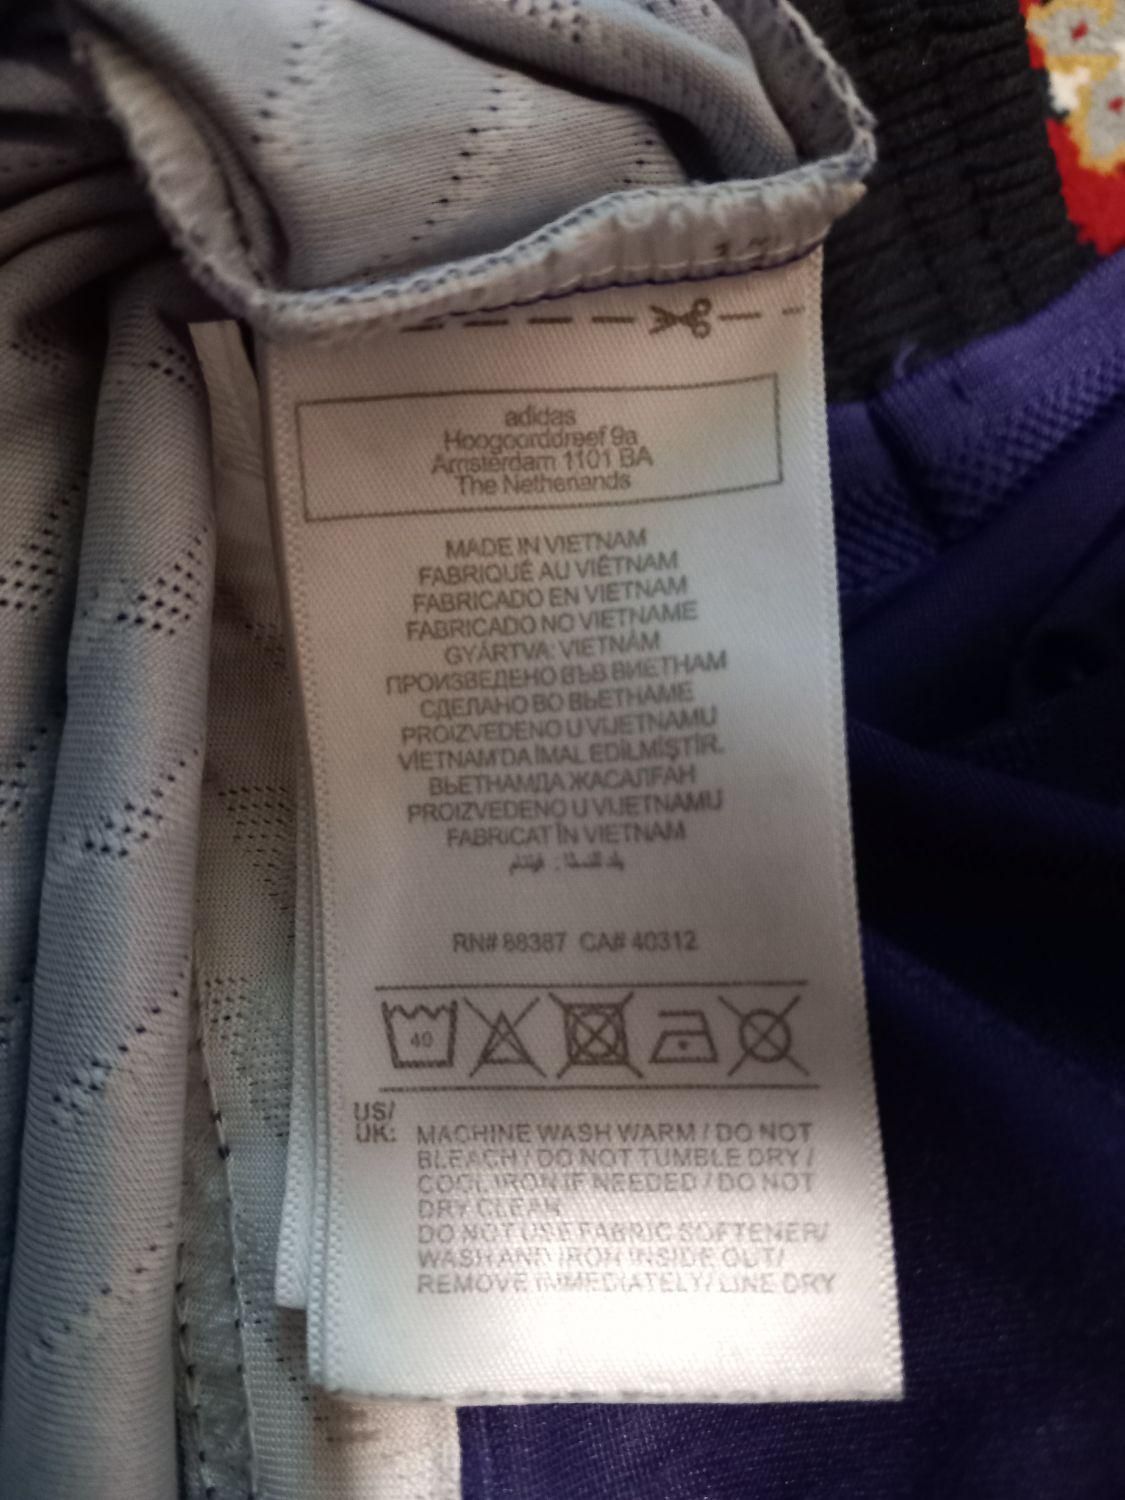 adidas
Hoogoorddreef 9a
Amsterdam 1101 BA
The Netherlands
MADE IN VIETNAM
FABRIQUÉ AU VIÊTNAM
FABRICADO EN VIETNAM
FABRICADO NO VIETNAME
GYÁRTVA: VIETNÁM
ПРОИЗВЕДЕНО ВЪВ ВИЕТНАМ
СДЕЛАНО ВО ВЬЕТНАМЕ
PROIZVEDENO U VIJETNAMU
VİETNAM'DA İMAL EDİLMİŞTİR.
ВЬЕТНАМДА ЖАСАЛҒАН
PROIZVEDENO U VIJETNAMU
FABRICAT ÎN VIETNAM
بلد المنشأ : فيتنام
RN# 88387 CA# 40312
40
US/
UK: MACHINE WASH WARM / DO NOT
BLEACH / DO NOT TUMBLE DRY /
COOL IRON IF NEEDED / DO NOT
DRY CLEAN
DO NOT USE FABRIC SOFTENER/
WASH AND IRON INSIDE OUT/
REMOVE IMMEDIATELY/ LINE DRY